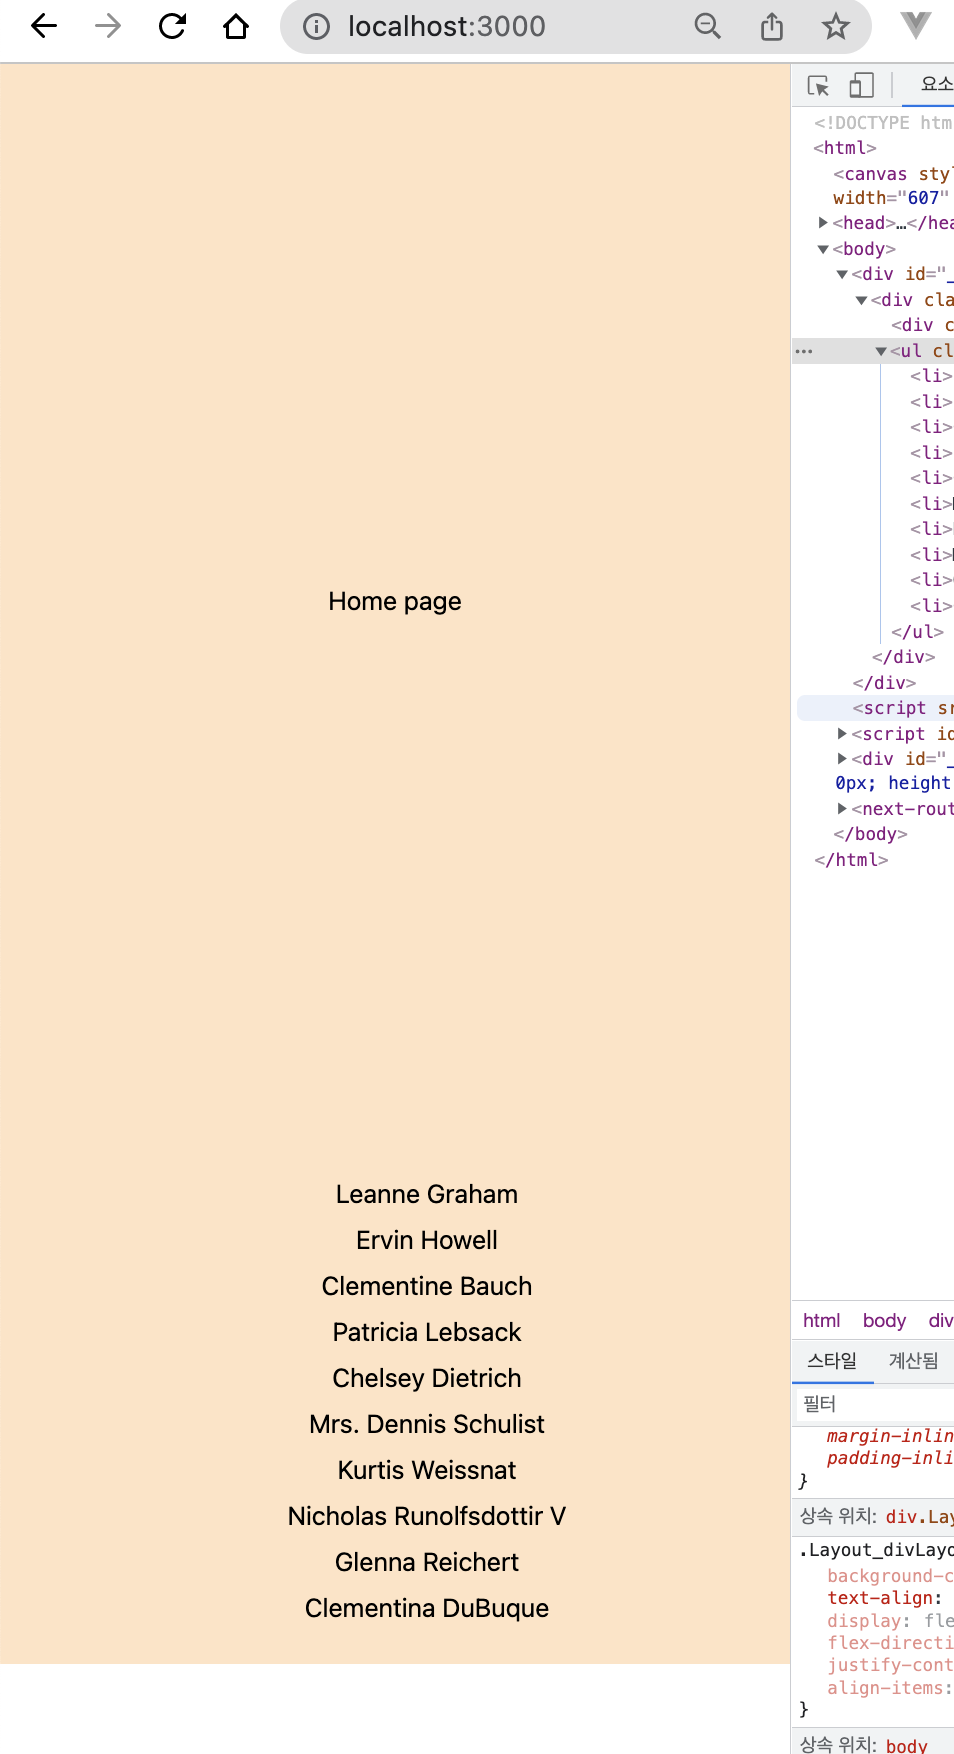 localhost:3000
요소
<!DOCTYPE htm
<html>
<canvas sty
width="607"
<head>…</hea
<body>
<div id="_
<div cla
<div c
<ul cl
<li>
<li>
<li>
<li>
<li>
<li>
<li>
<li>
<li>
<li>
</ul>
</div>
</div>
<script sr
<script id
<div id="_
0px; height
<next-rout
</body>
</html>
Home page
Leanne Graham
Ervin Howell
Clementine Bauch
Patricia Lebsack
Chelsey Dietrich
Mrs. Dennis Schulist
Kurtis Weissnat
Nicholas Runolfsdottir V
Glenna Reichert
Clementina DuBuque
html body div
스타일 계산됨
필터
margin-inlin
padding-inli
}
상속 위치: div.Lay
.Layout_divLayo
background-c
text-align:
display: fle
flex-directi
justify-cont
align-items:
}
상속 위치: body